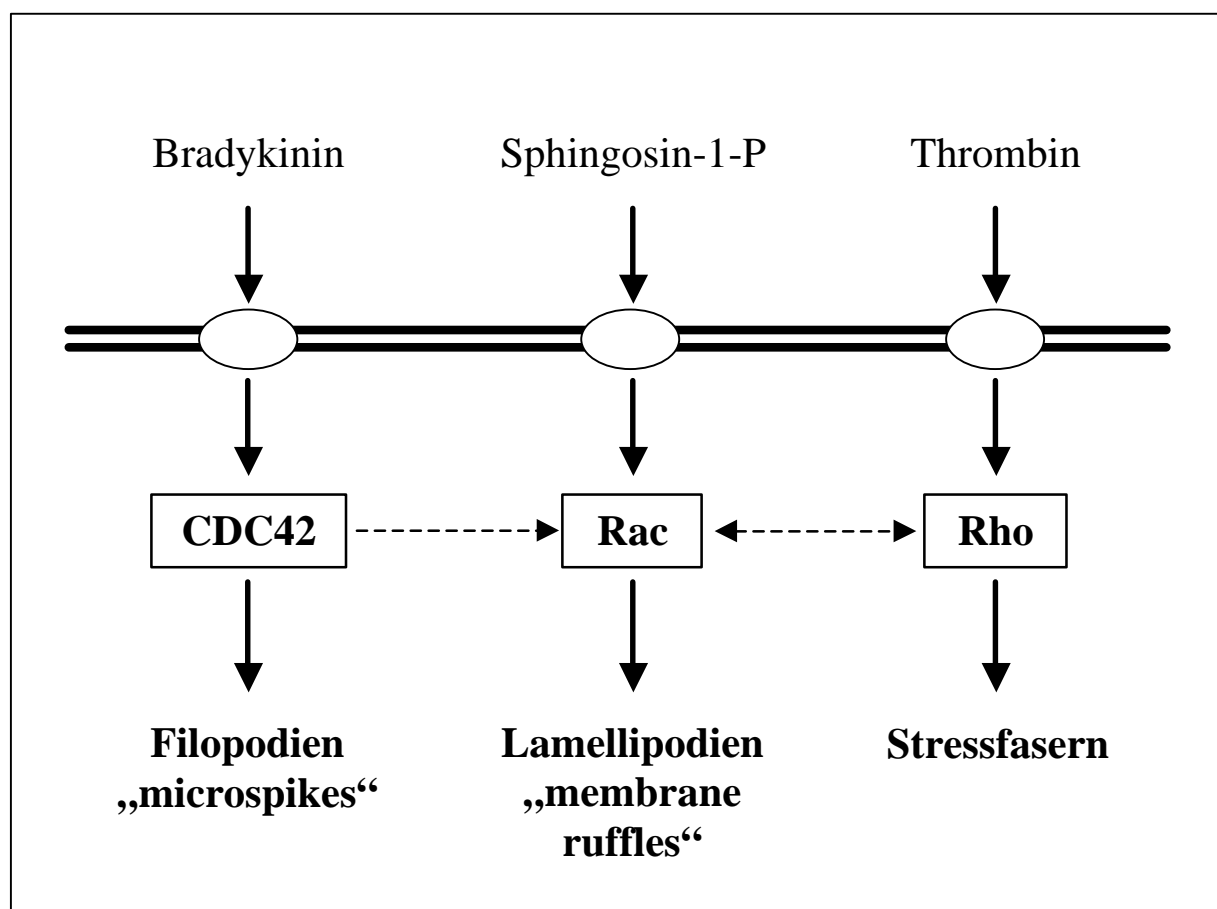 Bradykinin
Sphingosin-1-P
Thrombin
CDC42
Rac
Rho
Filopodien
„microspikes“
Lamellipodien
„membrane
ruffles“
Stressfasern